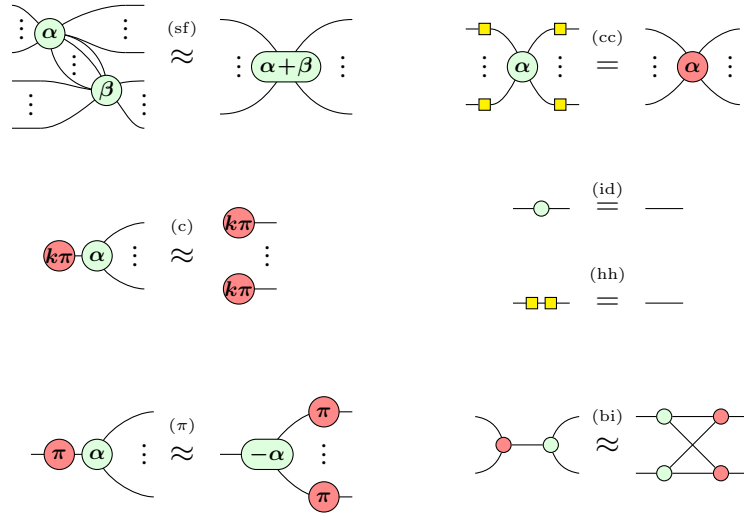 α
β
⋮
⋮
⋮
⋮
⋮
(sf)
≈
⋮
α+β
⋮
⋮
α
⋮
(cc)
=
⋮
α
⋮
kπ
α
⋮
(c)
≈
kπ
⋮
kπ
(id)
=
(hh)
=
π
α
⋮
(π)
≈
−α
π
⋮
π
(bi)
≈